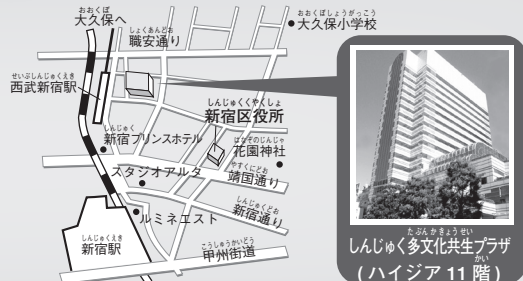 おおくぼ
大久保へ
しょくあんどお
職安通り
おおくぼしょうがっこう
大久保小学校
せいぶしんじゅくえき
西武新宿駅
しんじゅくくやくしょ
新宿区役所
しんじゅく
新宿プリンスホテル
はなぞのじんじゃ
花園神社
スタジオアルタ
やすくにどお
靖国通り
しんじゅくどお
新宿通り
ルミネエスト
しんじゅくえき
新宿駅
こうしゅうかいどう
甲州街道
たぶんかきょうせい
しんじゅく多文化共生プラザ
かい
(ハイジア 11 階)